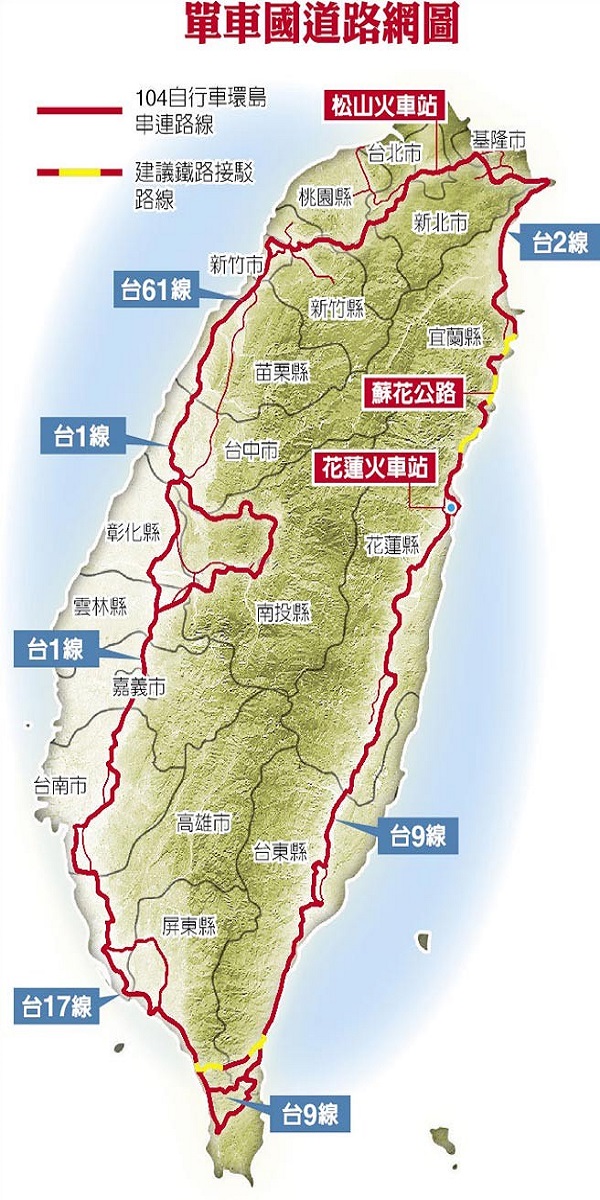 單車國道路網圖
104自行車環島
串連路線
建議鐵路接駁
路線
松山火車站
基隆市
台北市
桃園縣
新北市
台2線
新竹市
台61線
新竹縣
宜蘭縣
苗栗縣
蘇花公路
台1線
台中市
花蓮火車站
彰化縣
花蓮縣
雲林縣
南投縣
台1線
嘉義市
台南市
高雄市
台9線
台東縣
屏東縣
台17線
台9線